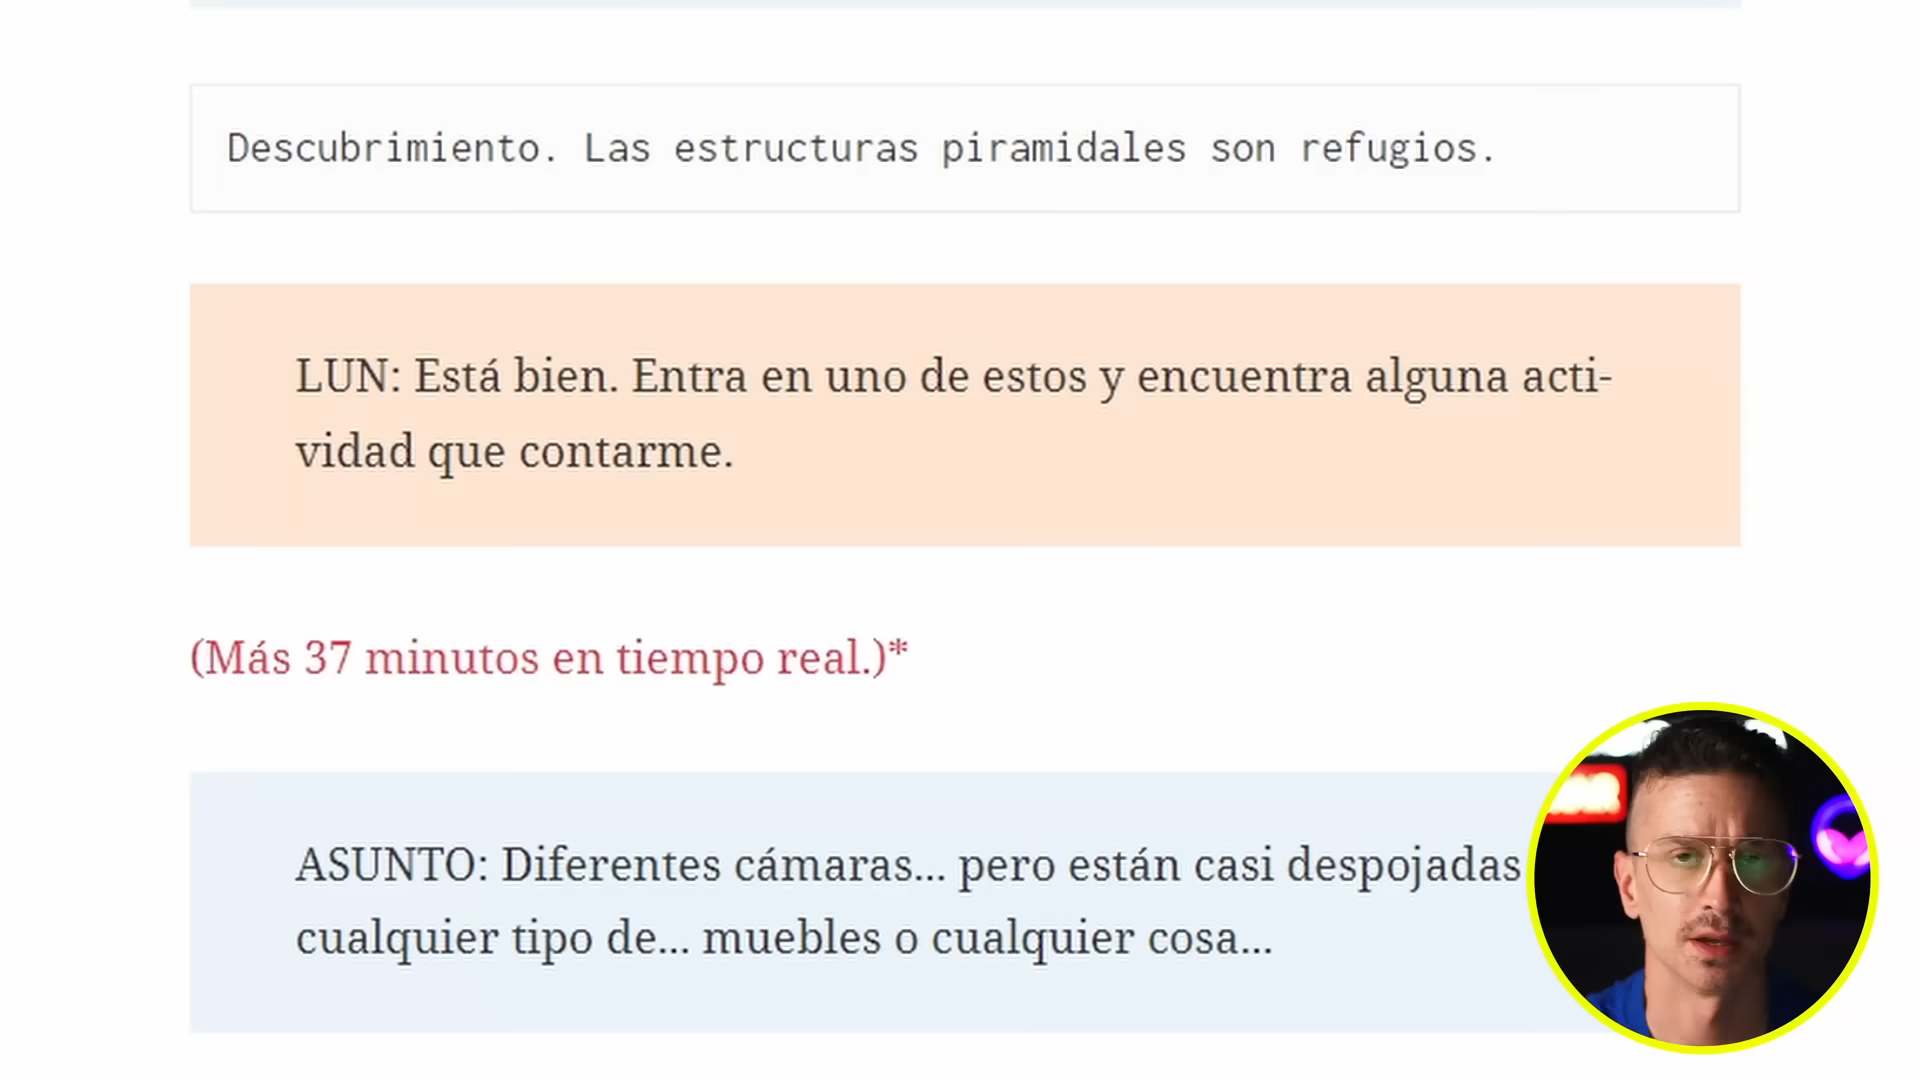 Descubrimiento. Las estructuras piramidales son refugios.
LUN: Está bien. Entra en uno de estos y encuentra alguna acti-
vidad que contarme.
(Más 37 minutos en tiempo real.)*
ASUNTO: Diferentes cámaras... pero están casi despojadas
cualquier tipo de... muebles o cualquier cosa...